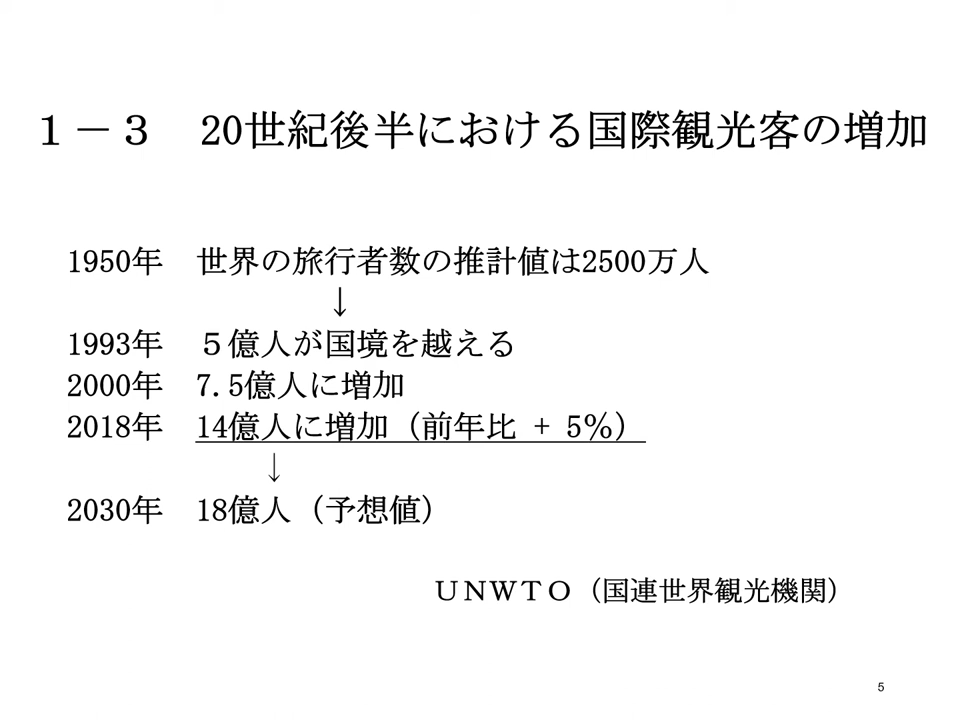 １－３　20世紀後半における国際観光客の増加
1950年　世界の旅行者数の推計値は2500万人
↓
1993年　５億人が国境を越える
2000年　7.5億人に増加
2018年　14億人に増加（前年比 + 5％）
↓
2030年　18億人（予想値）
ＵＮＷＴＯ（国連世界観光機関）
5